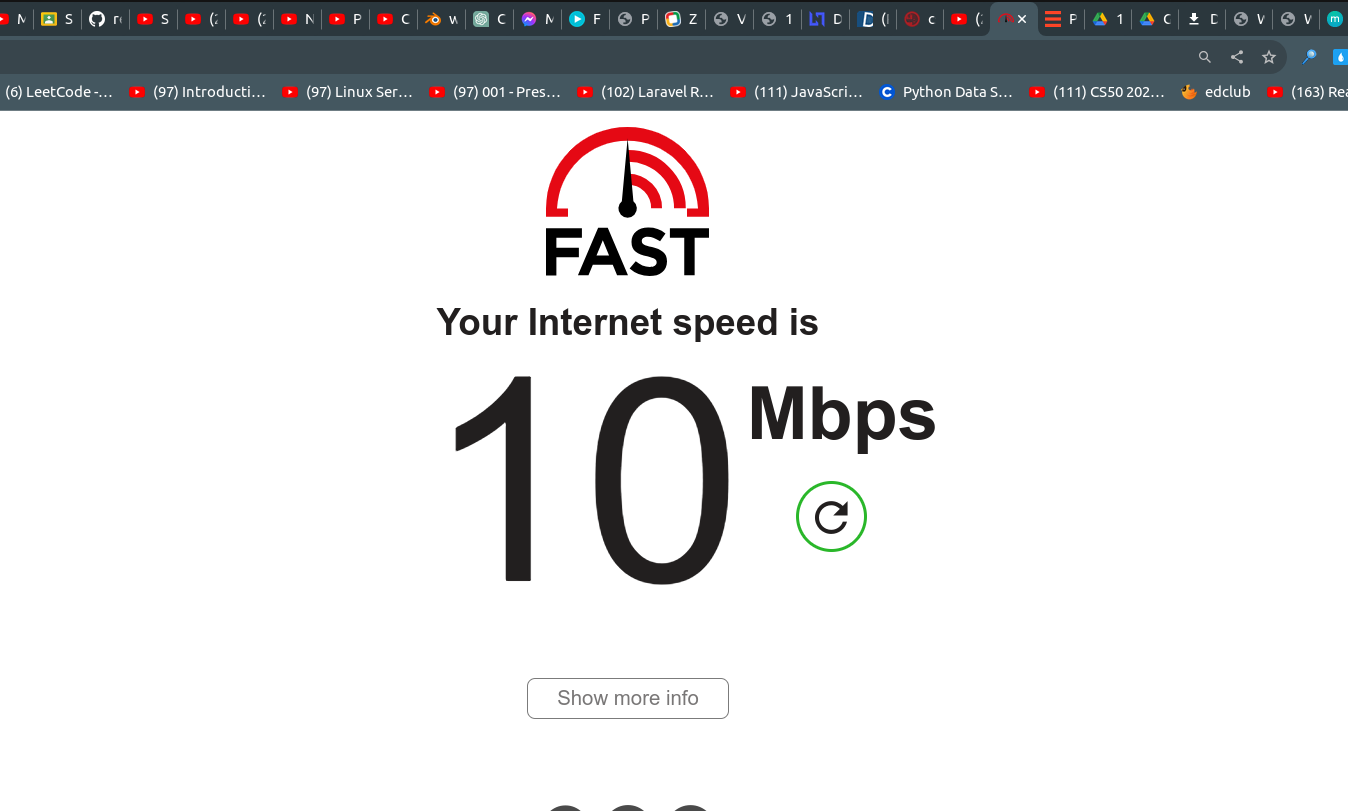 S
S
P
C
C
F
P
Z
V
1
D
P
1
C
D
(6) LeetCode -... (97) Introducti... (97) Linux Ser... (97) 001 - Pres... (102) Laravel R... (111) JavaScri... Python Data S... (111) CS50 202... edclub (163) Rea
FAST
Your Internet speed is
10 Mbps
Show more info